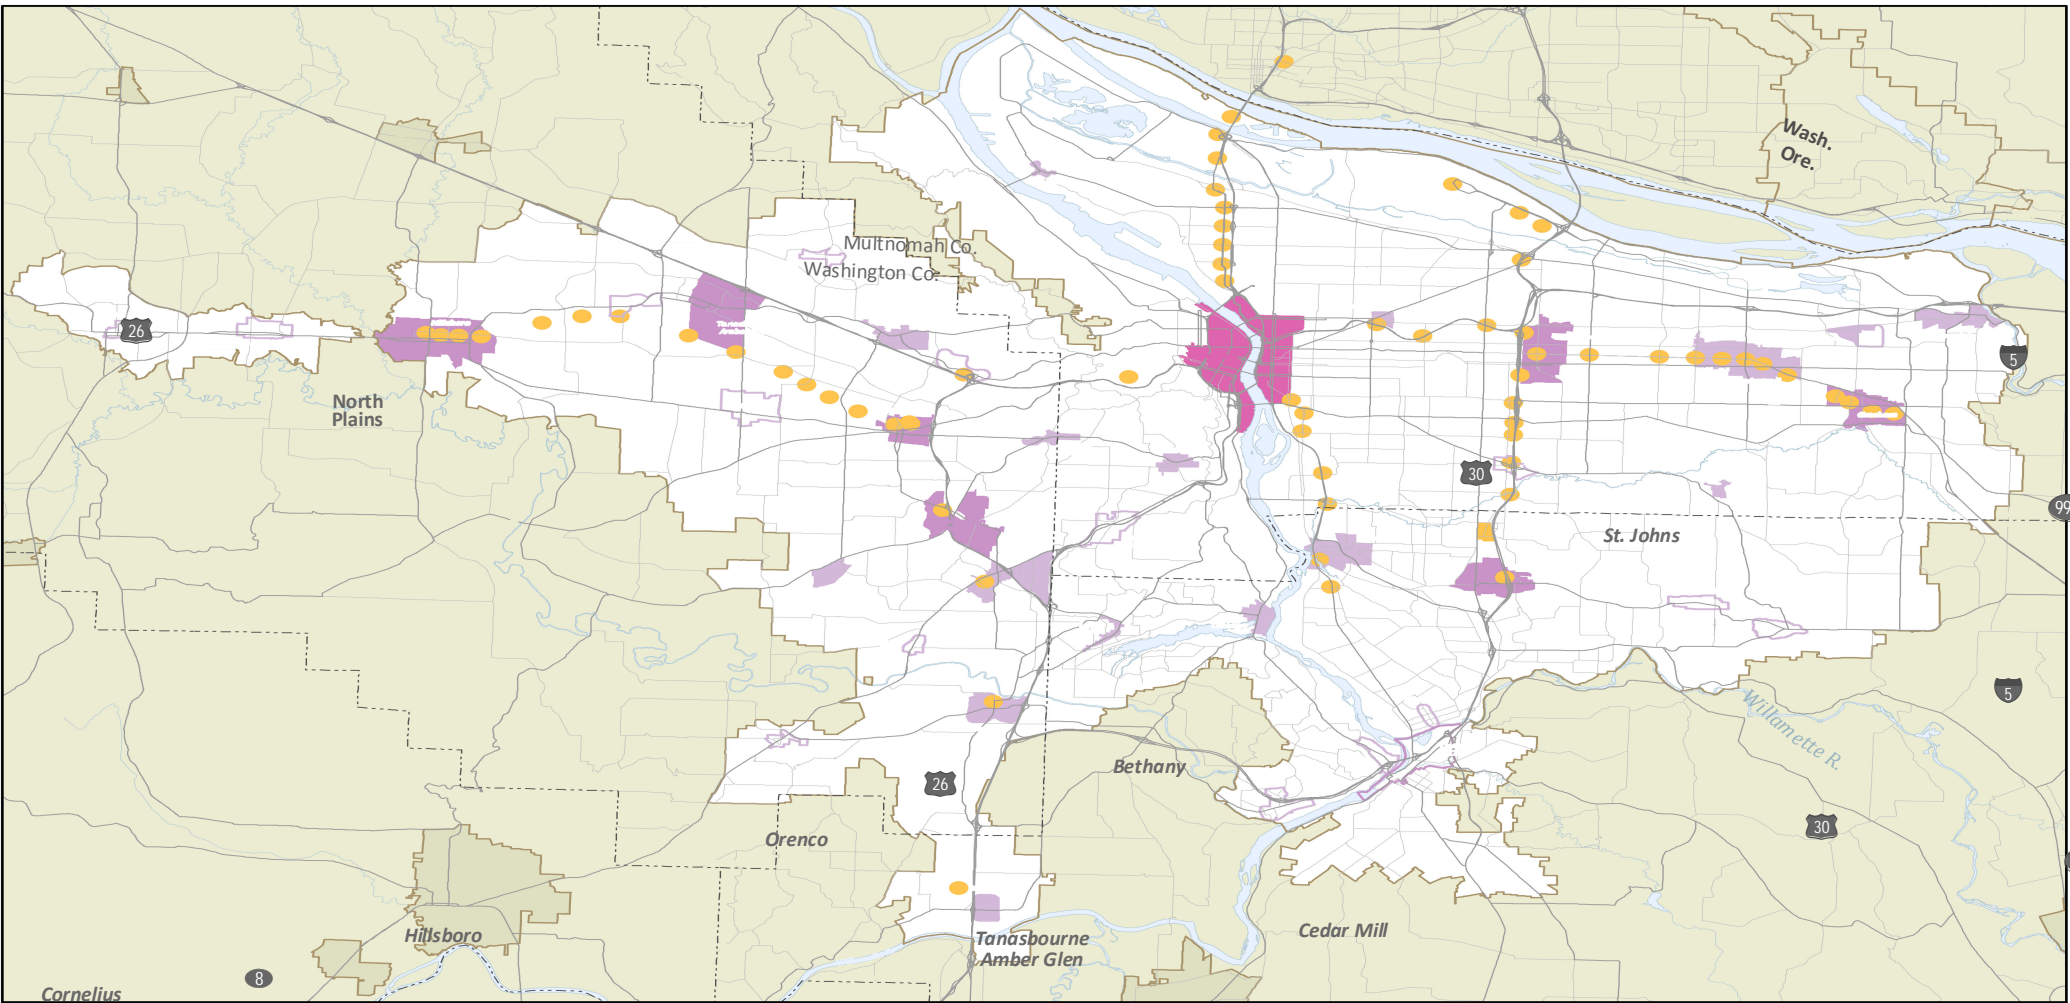 Wash.
Ore.
Multnomah Co.
Washington Co.
26
5
North
Plains
30
99
St. Johns
5
Willamette R.
Bethany
26
30
Orenco
Hillsboro
Tanasbourne
Amber Glen
Cedar Mill
8
Cornelius